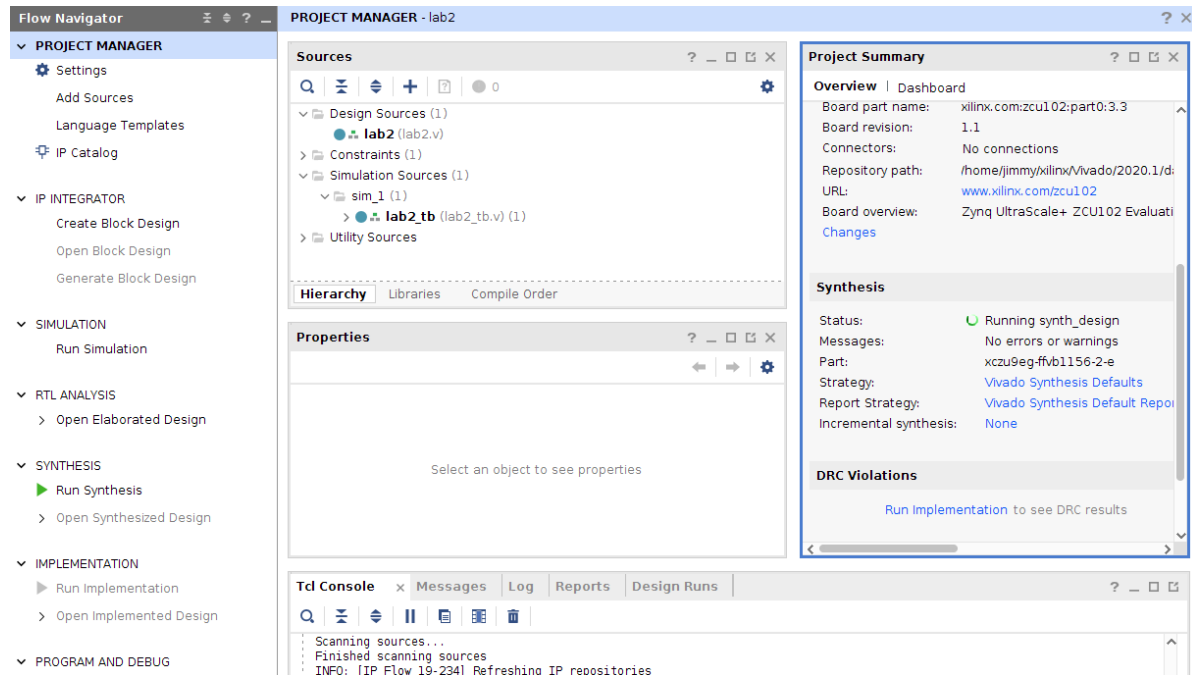 Flow Navigator
PROJECT MANAGER
Settings
Add Sources
Language Templates
IP Catalog
IP INTEGRATOR
Create Block Design
Open Block Design
Generate Block Design
SIMULATION
Run Simulation
RTL ANALYSIS
Open Elaborated Design
SYNTHESIS
Run Synthesis
Open Synthesized Design
IMPLEMENTATION
Run Implementation
Open Implemented Design
PROGRAM AND DEBUG
PROJECT MANAGER - lab2
Sources
0
Design Sources (1)
lab2 (lab2.v)
Constraints (1)
Simulation Sources (1)
sim_1 (1)
lab2_tb (lab2_tb.v) (1)
Utility Sources
Hierarchy Libraries Compile Order
Properties
Select an object to see properties
Project Summary
Overview | Dashboard
Board part name: xilinx.com:zcu102:part0:3.3
Board revision: 1.1
Connectors: No connections
Repository path: /home/jimmy/xilinx/Vivado/2020.1/da
URL: www.xilinx.com/zcu102
Board overview: Zynq UltraScale+ ZCU102 Evaluati
Changes
Synthesis
Status: Running synth_design
Messages: No errors or warnings
Part: xczu9eg-ffvb1156-2-e
Strategy: Vivado Synthesis Defaults
Report Strategy: Vivado Synthesis Default Repor
Incremental synthesis: None
DRC Violations
Run Implementation to see DRC results
Tcl Console Messages Log Reports Design Runs
Scanning sources...
Finished scanning sources
INFO: [IP_Flow 19-234] Refreshing IP repositories